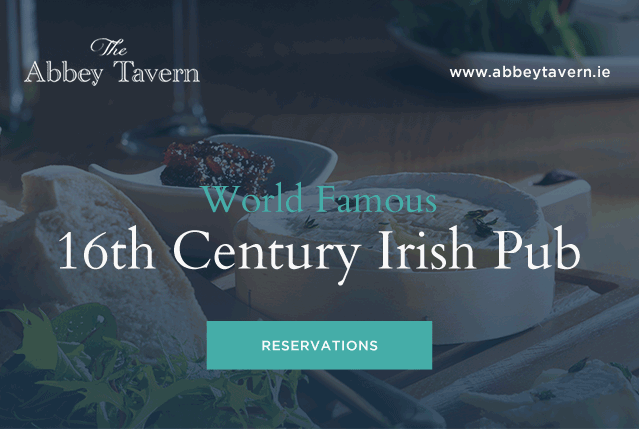 The
Abbey Tavern
www.abbeytavern.ie
World Famous
16th Century Irish Pub
RESERVATIONS